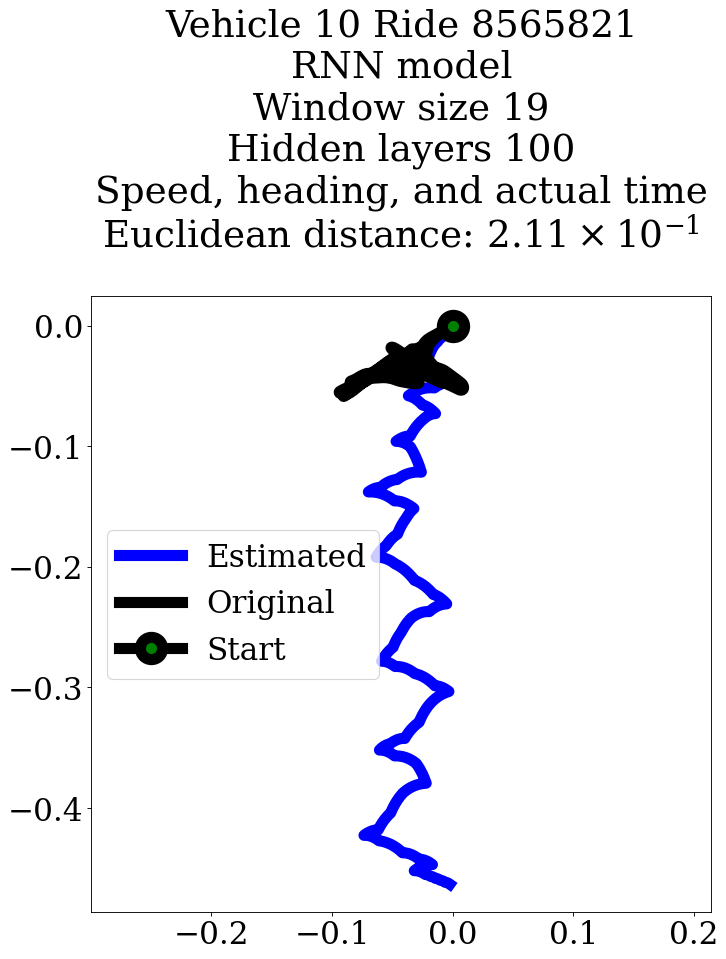 Vehicle 10 Ride 8565821
RNN model
Window size 19
Hidden layers 100
Speed, heading, and actual time
Euclidean distance: 2.11 × 10⁻¹
0.0
−0.1
−0.2
−0.3
−0.4
Estimated
Original
Start
−0.2 −0.1 0.0 0.1 0.2